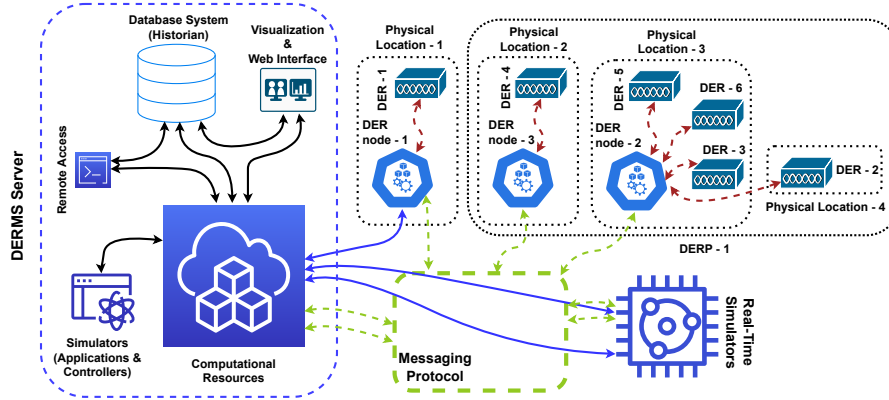 Database System
(Historian)
Visualization
&
Web Interface
Remote Access
DERMS Server
Simulators
(Applications &
Controllers)
Computational
Resources
Physical
Location - 1
DER - 1
DER
node - 1
Physical
Location - 2
DER - 4
DER
node - 3
Physical
Location - 3
DER - 5
DER - 6
DER
node - 2
DER - 3
DER - 2
Physical Location - 4
DERP - 1
Messaging
Protocol
Real-Time
Simulators